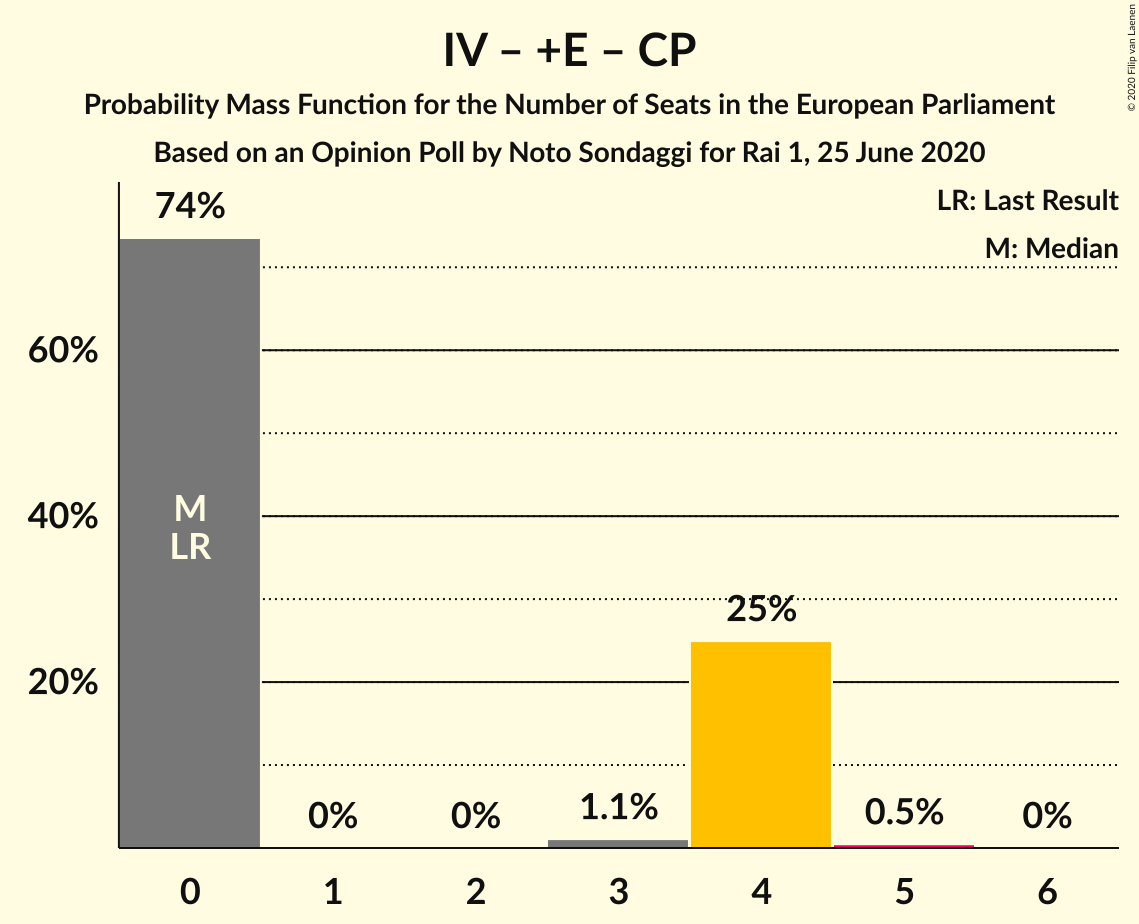 IV – +E – CP
Probability Mass Function for the Number of Seats in the European Parliament
Based on an Opinion Poll by Noto Sondaggi for Rai 1, 25 June 2020
© 2020 Filip van Laenen
LR: Last Result
M: Median
74%
60%
40%
20%
M
LR
0%
0%
1.1%
25%
0.5%
0%
0 1 2 3 4 5 6